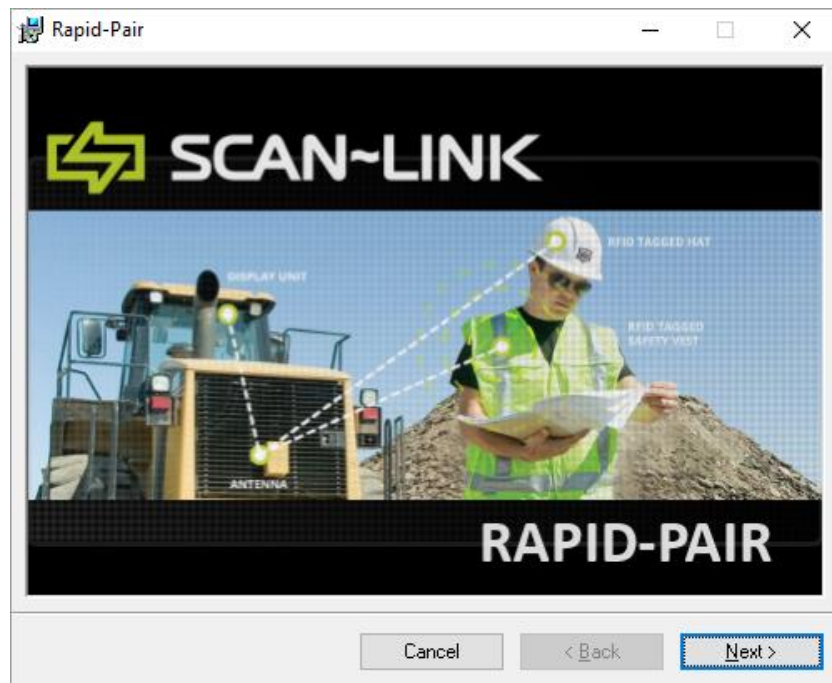 Rapid-Pair
SCAN~LINK
DISPLAY UNIT
RFID TAGGED HAT
RFID TAGGED
SAFETY VEST
ANTENNA
RAPID-PAIR
Cancel
< Back
Next >